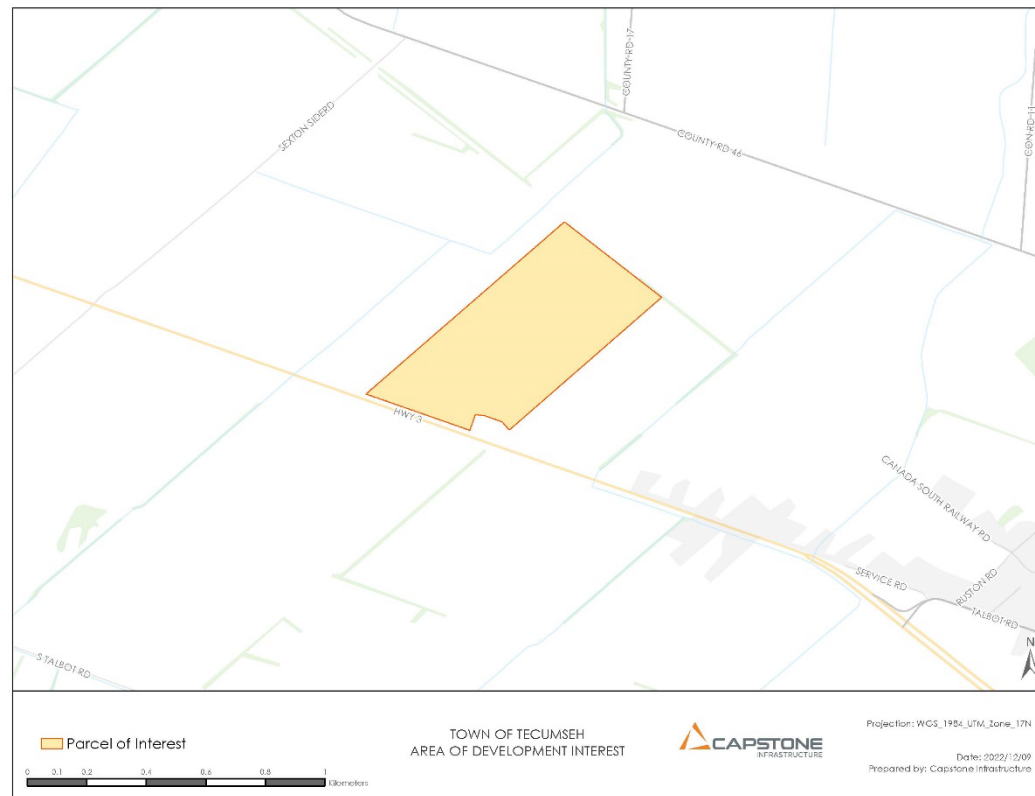 COUNTY-RD-17
SEXTON SIDERD
COUNTY-RD-46
CON-RD-11
HWY 3
CANADA SOUTH RAILWAY RD
SERVICE RD
RUSTON RD
TALBOT RD
S TALBOT RD
N
Parcel of Interest
0 0.1 0.2 0.4 0.6 0.8 1
Kilometers
TOWN OF TECUMSEH
AREA OF DEVELOPMENT INTEREST
CAPSTONE
INFRASTRUCTURE
Projection: WGS_1984_UTM_Zone_17N
Date: 2022/12/09
Prepared by: Capstone Infrastructure